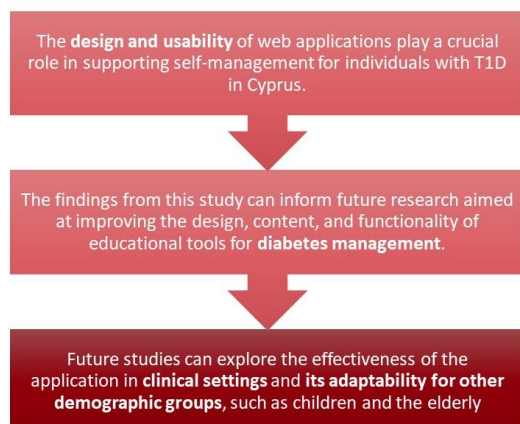 The design and usability of web applications play a crucial
role in supporting self-management for individuals with T1D
in Cyprus.
The findings from this study can inform future research aimed
at improving the design, content, and functionality of
educational tools for diabetes management.
Future studies can explore the effectiveness of the
application in clinical settings and its adaptability for other
demographic groups, such as children and the elderly